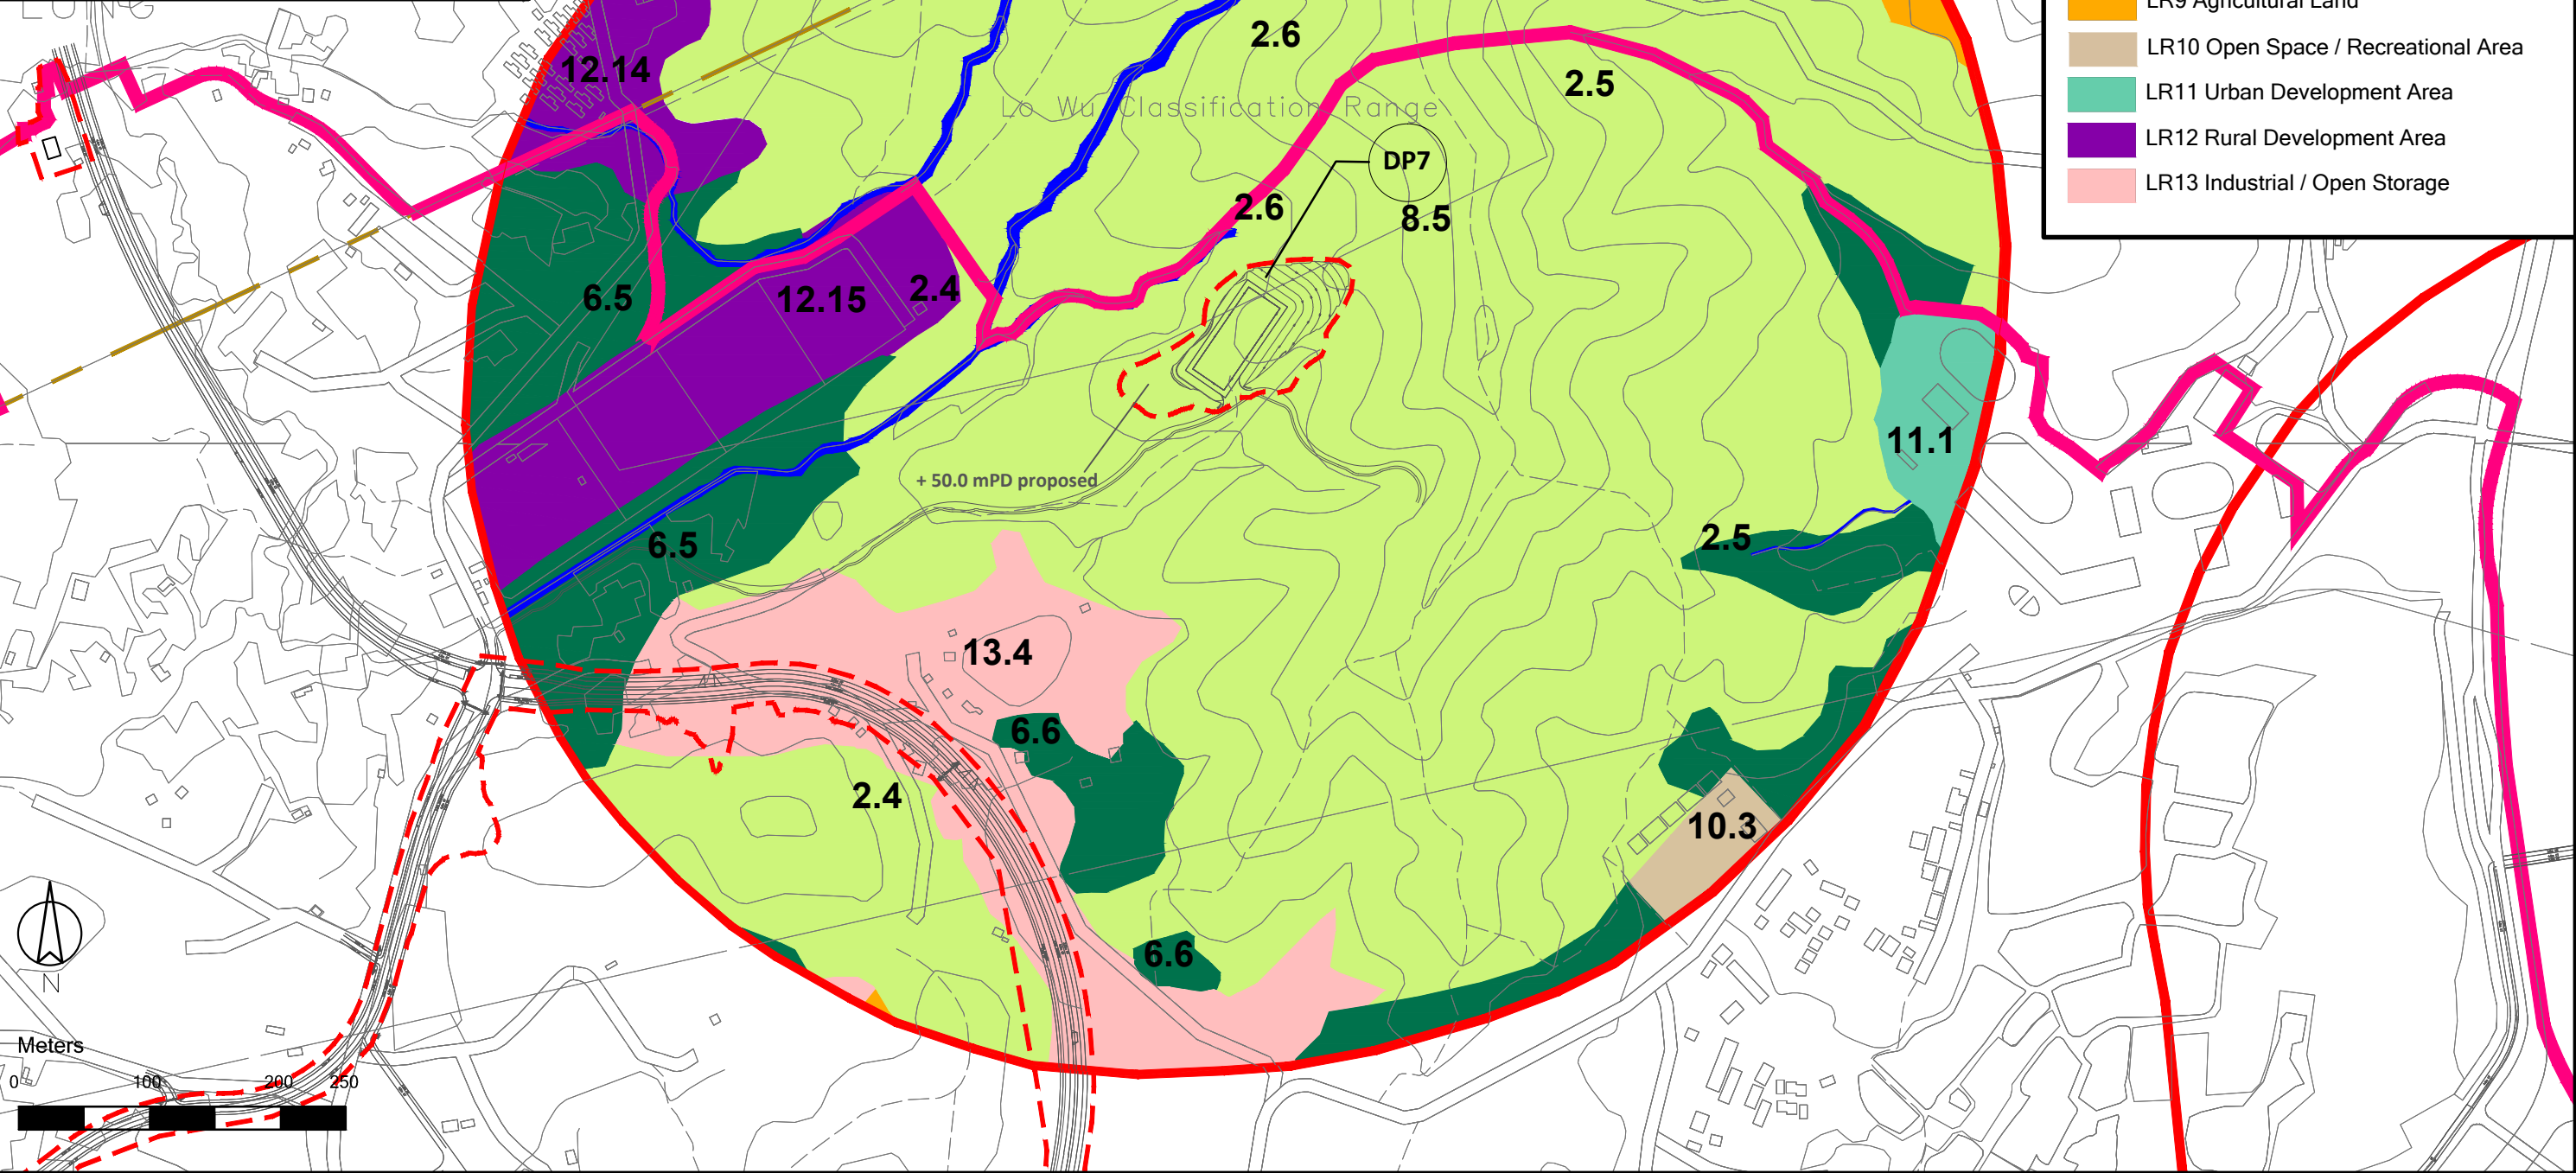 LR9 Agricultural Land
LR10 Open Space / Recreational Area
LR11 Urban Development Area
LR12 Rural Development Area
LR13 Industrial / Open Storage
2.6
12.14
2.5
Lo Wu Classification Range
DP7
2.6
8.5
6.5
12.15
2.4
11.1
+ 50.0 mPD proposed
6.5
2.5
13.4
6.6
2.4
10.3
6.6
N
Meters
0 100 200 250